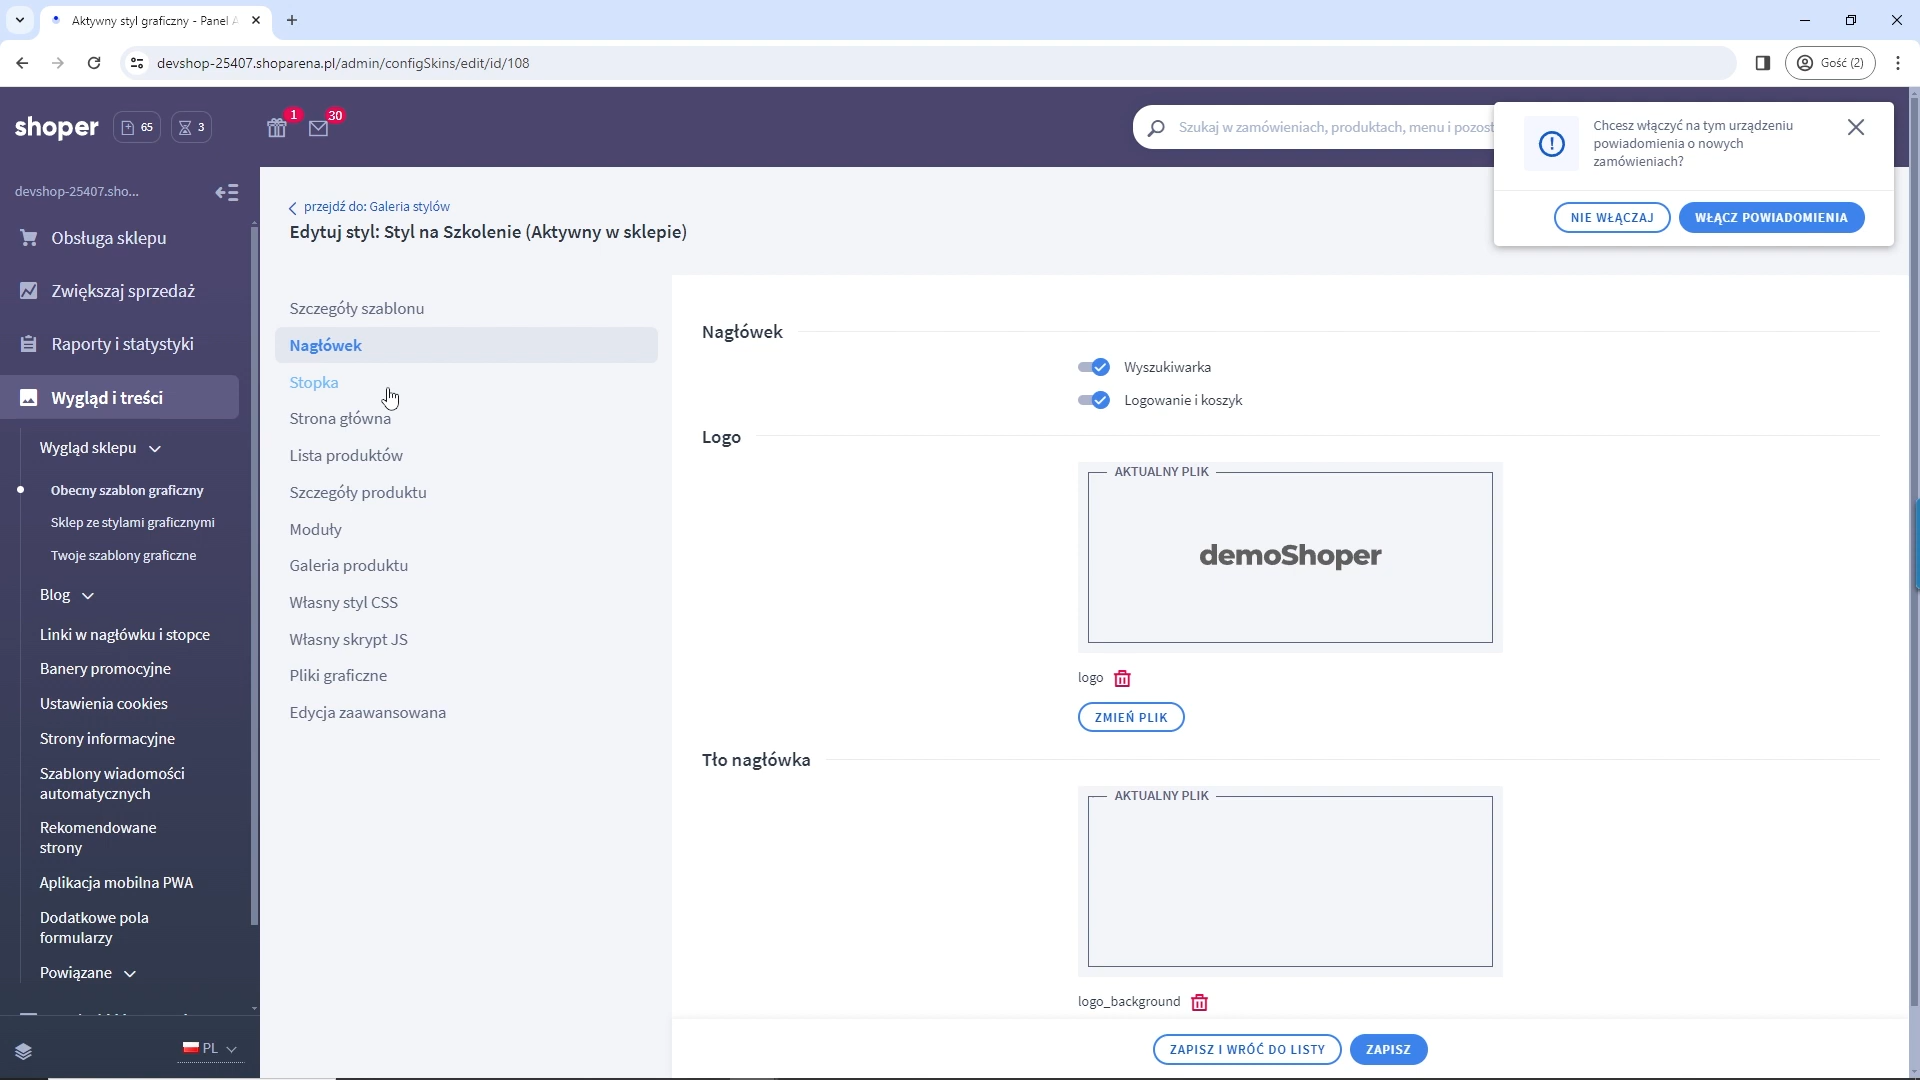 Aktywny styl graficzny - Panel A
devshop-25407.shoparena.pl/admin/configSkins/edit/id/108
Gość (2)
shoper
65
3
1
30
Szukaj w zamówieniach, produktach, menu i pozost
Chcesz włączyć na tym urządzeniu
powiadomienia o nowych
zamówieniach?
NIE WŁĄCZAJ
WŁĄCZ POWIADOMIENIA
devshop-25407.sho...
Obsługa sklepu
Zwiększaj sprzedaż
Raporty i statystyki
Wygląd i treści
Wygląd sklepu
Obecny szablon graficzny
Sklep ze stylami graficznymi
Twoje szablony graficzne
Blog
Linki w nagłówku i stopce
Banery promocyjne
Ustawienia cookies
Strony informacyjne
Szablony wiadomości
automatycznych
Rekomendowane
strony
Aplikacja mobilna PWA
Dodatkowe pola
formularzy
Powiązane
PL
przejdź do: Galeria stylów
Edytuj styl: Styl na Szkolenie (Aktywny w sklepie)
Szczegóły szablonu
Nagłówek
Stopka
Strona główna
Lista produktów
Szczegóły produktu
Moduły
Galeria produktu
Własny styl CSS
Własny skrypt JS
Pliki graficzne
Edycja zaawansowana
Nagłówek
Wyszukiwarka
Logowanie i koszyk
Logo
AKTUALNY PLIK
demoShoper
logo
ZMIEŃ PLIK
Tło nagłówka
AKTUALNY PLIK
logo_background
ZAPISZ I WRÓĆ DO LISTY
ZAPISZ